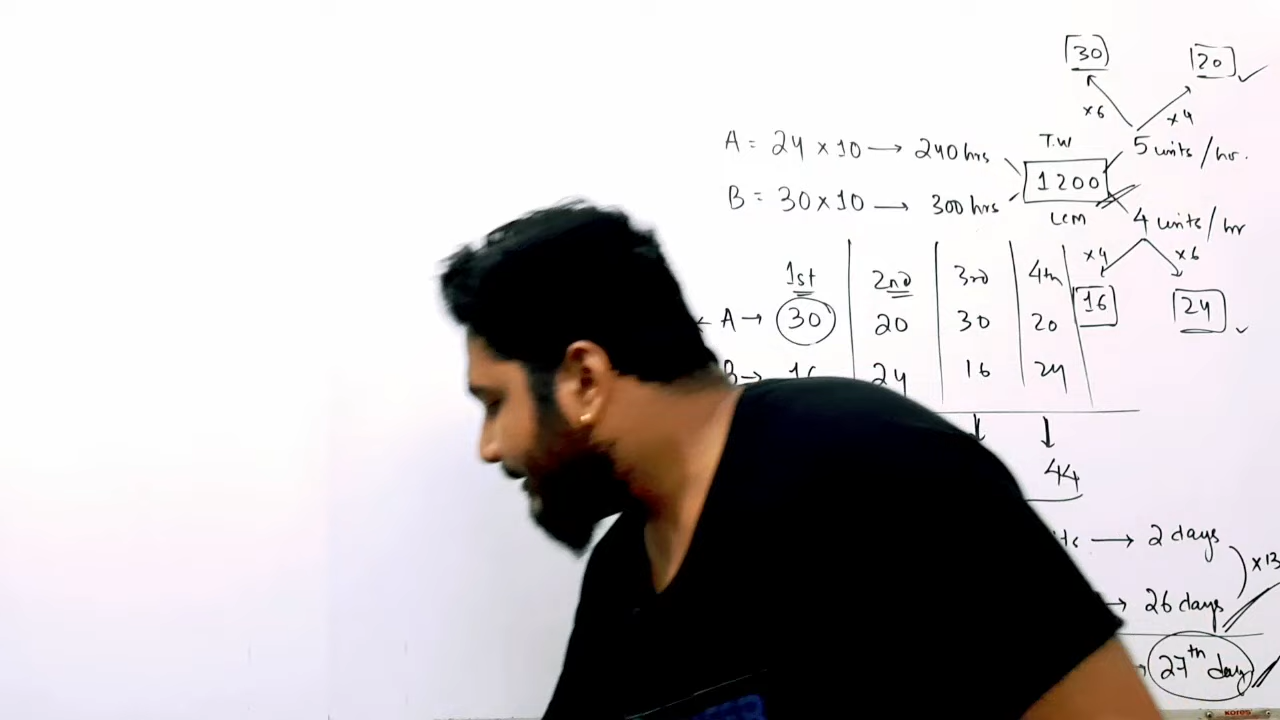 30 20
×6 ×4
A = 24 × 10 → 240 hrs T.W 5 units / hr.
1200
B = 30 × 10 → 300 hrs LCM 4 units / hr
×4 ×6
1st 2nd 3rd 4th 16 24
A → 30 20 30 20
B → 16 24 16 24
44
→ 2 days
×13
→ 26 days
27th day
KOROS